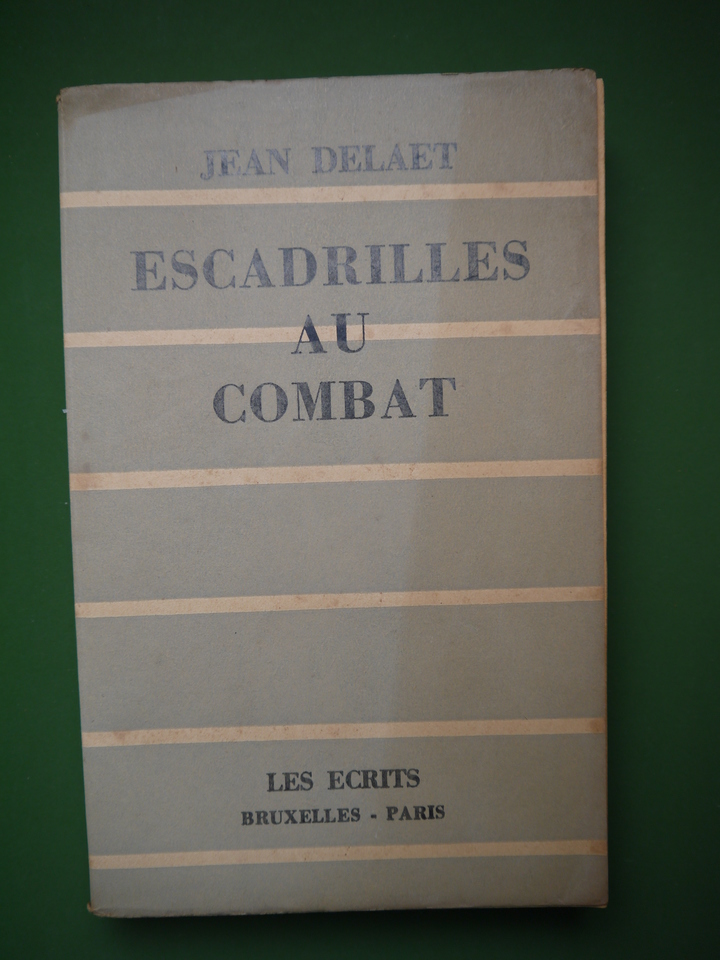 JEAN DELAET
ESCADRILLES
AU
COMBAT
LES ECRITS
BRUXELLES - PARIS